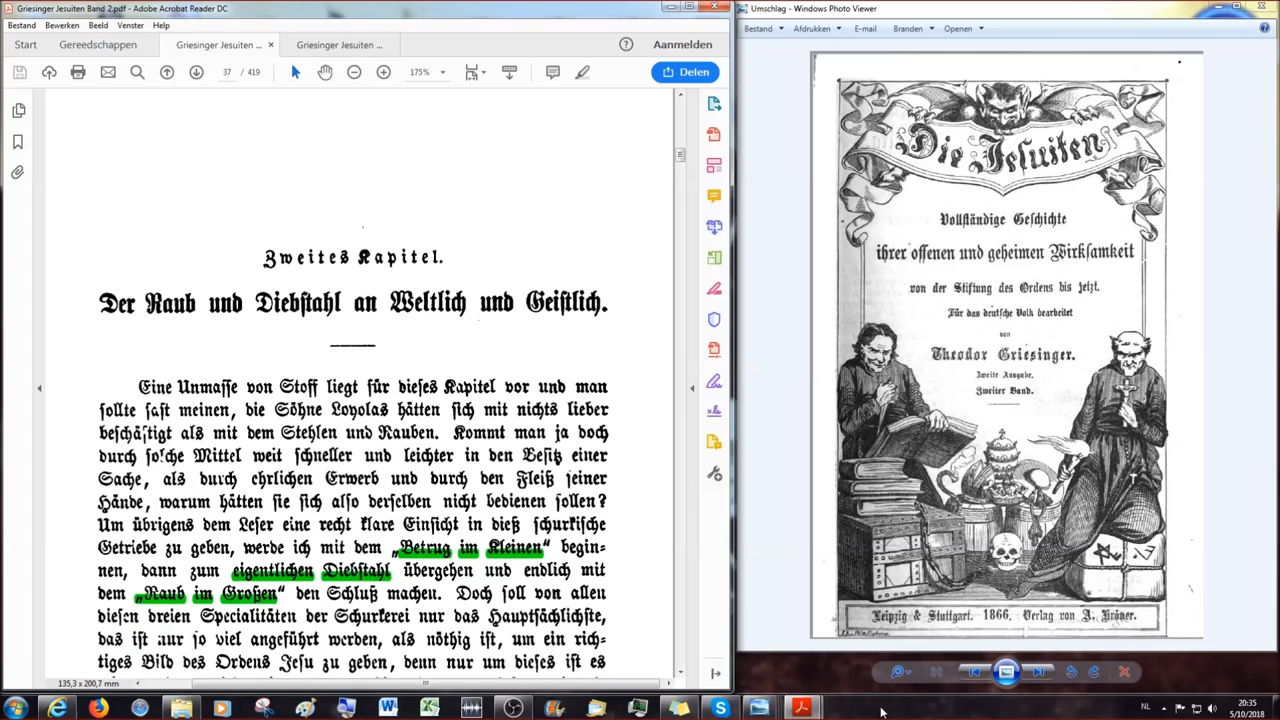 Griesinger Jesuiten Band 2.pdf - Adobe Acrobat Reader DC
Bestand Bewerken Beeld Venster Help
Start Gereedschappen Griesinger Jesuiten ... × Griesinger Jesuiten ... Aanmelden
37 / 419 175% Delen
Zweites Kapitel.
Der Raub und Diebstahl an Weltlich und Geistlich.
Eine Unmasse von Stoff liegt für dieses Kapitel vor und man
sollte fast meinen, die Söhne Loyolas hätten sich mit nichts lieber
beschäftigt als mit dem Stehlen und Rauben. Kommt man ja doch
durch solche Mittel weit schneller und leichter in den Besitz einer
Sache, als durch ehrlichen Erwerb und durch den Fleiß seiner
Hände, warum hätten sie sich also derselben nicht bedienen sollen?
Um übrigens dem Leser eine recht klare Einsicht in dieß schurkische
Getriebe zu geben, werde ich mit dem „Betrug im Kleinen“ begin-
nen, dann zum eigentlichen Diebstahl übergehen und endlich mit
dem „Raub im Großen“ den Schluß machen. Doch soll von allen
diesen dreien Specialitäten der Schurkerei nur das Hauptsächlichste,
das ist nur so viel angeführt werden, als nöthig ist, um ein rich-
tiges Bild des Ordens Jesu zu geben, denn nur um dieses ist es
135,3 x 200,7 mm
Umschlag - Windows Photo Viewer
Bestand Afdrukken E-mail Branden Openen
Die Jesuiten
Vollständige Geschichte
ihrer offenen und geheimen Wirksamkeit
von der Stiftung des Ordens bis jetzt.
Für das deutsche Volk bearbeitet
von
Theodor Griesinger.
Zweite Ausgabe.
Zweiter Band.
Leipzig & Stuttgart. 1866. Verlag von A. Kröner.
NL 20:35
5/10/2018